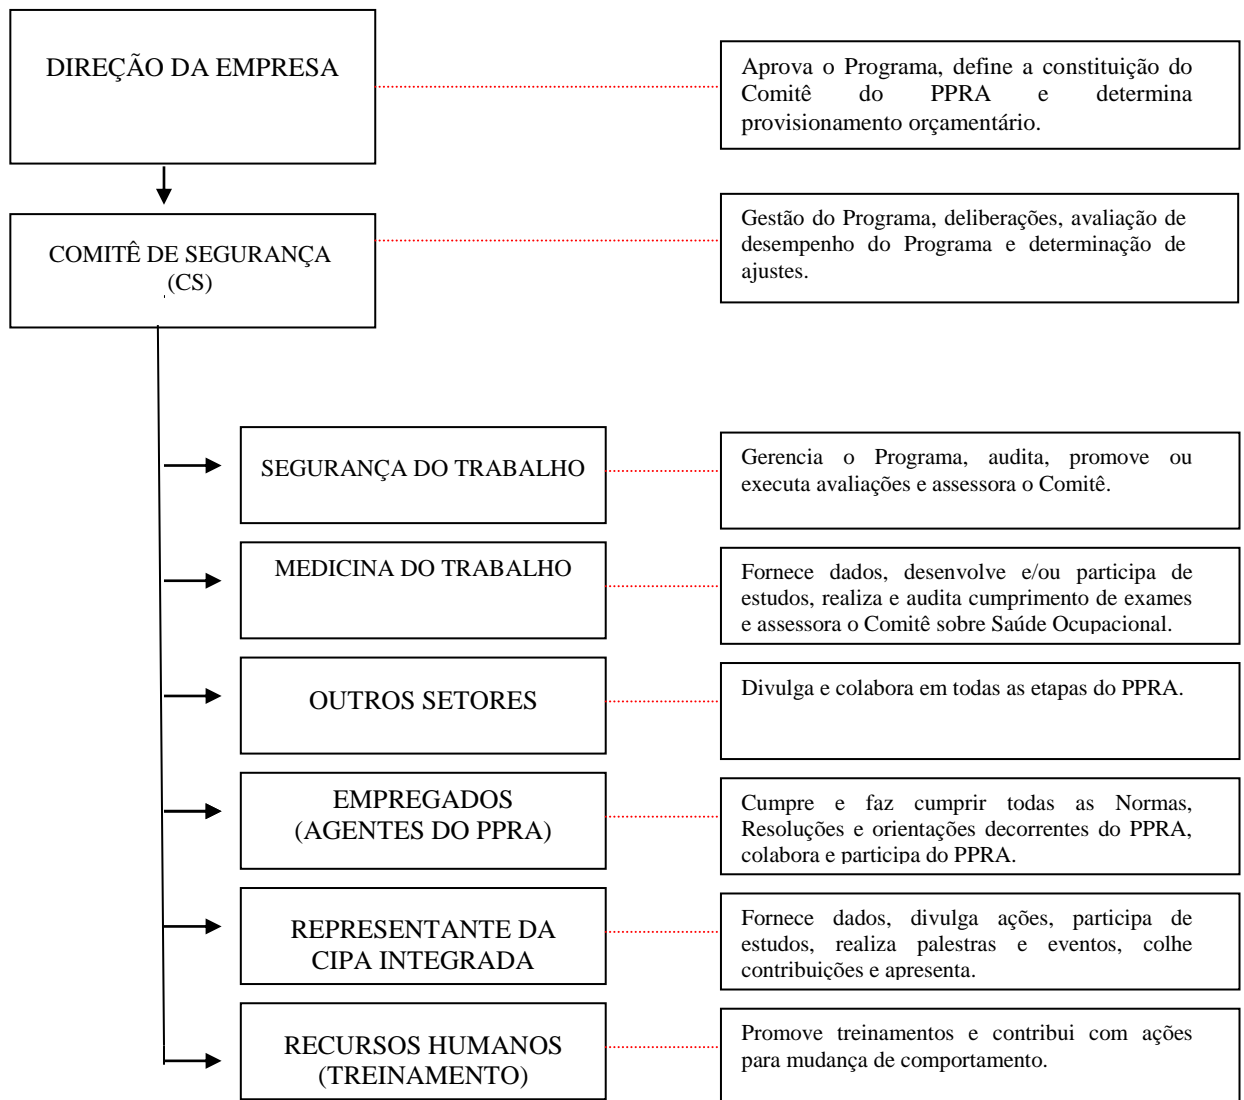 DIREÇÃO DA EMPRESA
Aprova o Programa, define a constituição do
Comitê do PPRA e determina
provisionamento orçamentário.
COMITÊ DE SEGURANÇA
(CS)
Gestão do Programa, deliberações, avaliação de
desempenho do Programa e determinação de
ajustes.
SEGURANÇA DO TRABALHO
Gerencia o Programa, audita, promove ou
executa avaliações e assessora o Comitê.
MEDICINA DO TRABALHO
Fornece dados, desenvolve e/ou participa de
estudos, realiza e audita cumprimento de exames
e assessora o Comitê sobre Saúde Ocupacional.
OUTROS SETORES
Divulga e colabora em todas as etapas do PPRA.
EMPREGADOS
(AGENTES DO PPRA)
Cumpre e faz cumprir todas as Normas,
Resoluções e orientações decorrentes do PPRA,
colabora e participa do PPRA.
REPRESENTANTE DA
CIPA INTEGRADA
Fornece dados, divulga ações, participa de
estudos, realiza palestras e eventos, colhe
contribuições e apresenta.
RECURSOS HUMANOS
(TREINAMENTO)
Promove treinamentos e contribui com ações
para mudança de comportamento.